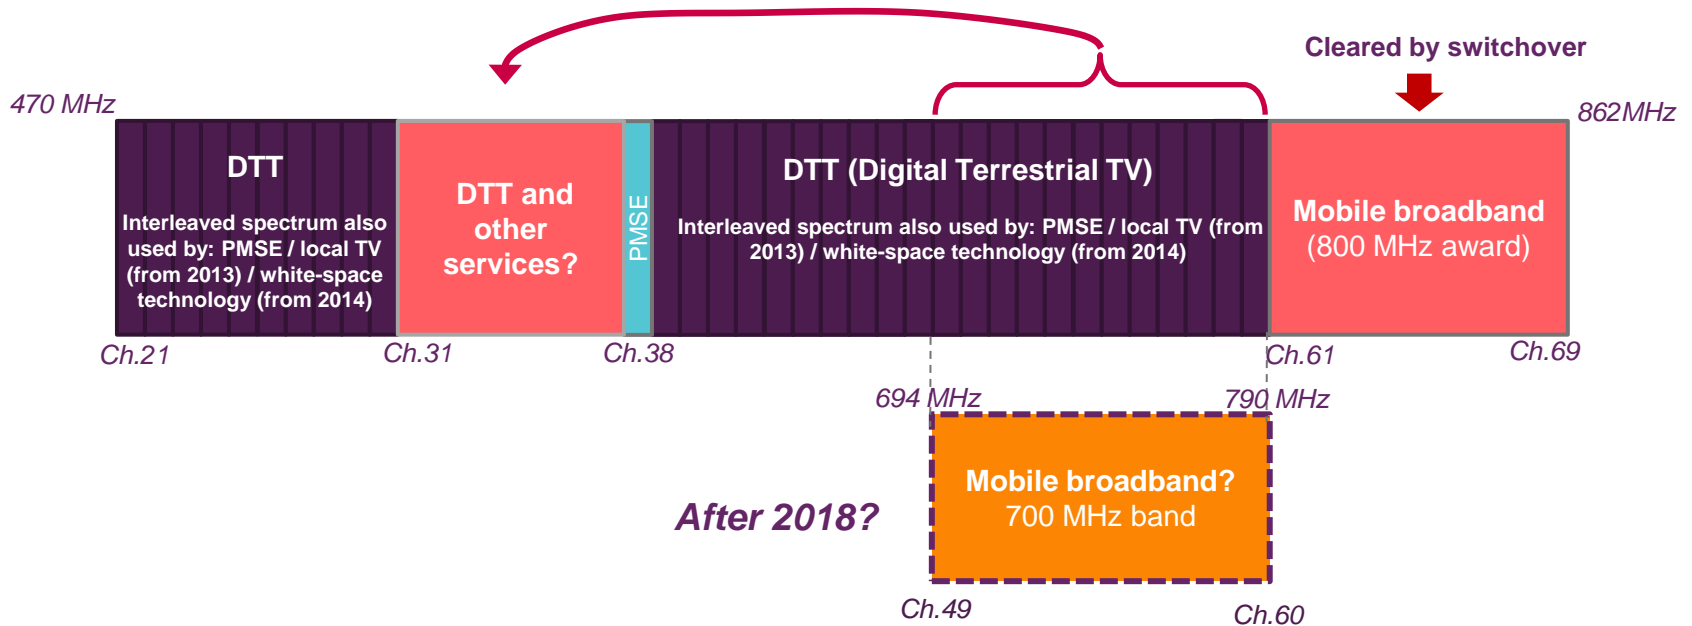 Cleared by switchover
470 MHz
862MHz
DTT
Interleaved spectrum also
used by: PMSE / local TV
(from 2013) / white-space
technology (from 2014)
DTT and
other
services?
PMSE
DTT (Digital Terrestrial TV)
Interleaved spectrum also used by: PMSE / local TV (from
2013) / white-space technology (from 2014)
Mobile broadband
(800 MHz award)
Ch.21
Ch.31
Ch.38
Ch.61
Ch.69
694 MHz
790 MHz
After 2018?
Mobile broadband?
700 MHz band
Ch.49
Ch.60